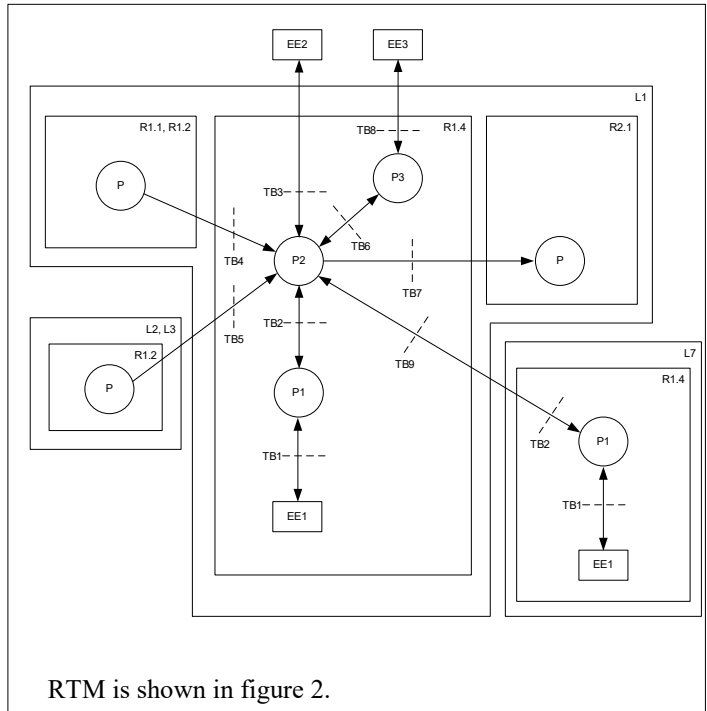 EE2
EE3
L1
R1.1, R1.2
R1.4
R2.1
TB8
P
P3
TB3
TB6
TB4
P2
P
TB7
L2, L3
TB2
TB5
R1.2
TB9
L7
R1.4
P
P1
P1
TB2
TB1
TB1
EE1
EE1
RTM is shown in figure 2.